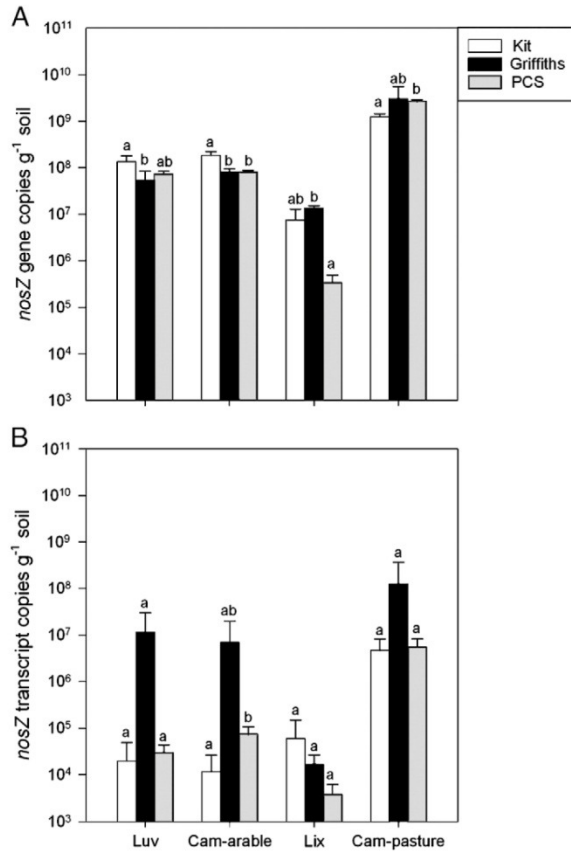 A
Kit
Griffiths
PCS
nosZ gene copies g⁻¹ soil
10¹¹
10¹⁰
10⁹
10⁸
10⁷
10⁶
10⁵
10⁴
10³
a b ab
a b b
ab b a
a ab b
B
nosZ transcript copies g⁻¹ soil
10¹¹
10¹⁰
10⁹
10⁸
10⁷
10⁶
10⁵
10⁴
10³
a a a
a ab b
a a a
a a a
Luv Cam-arable Lix Cam-pasture